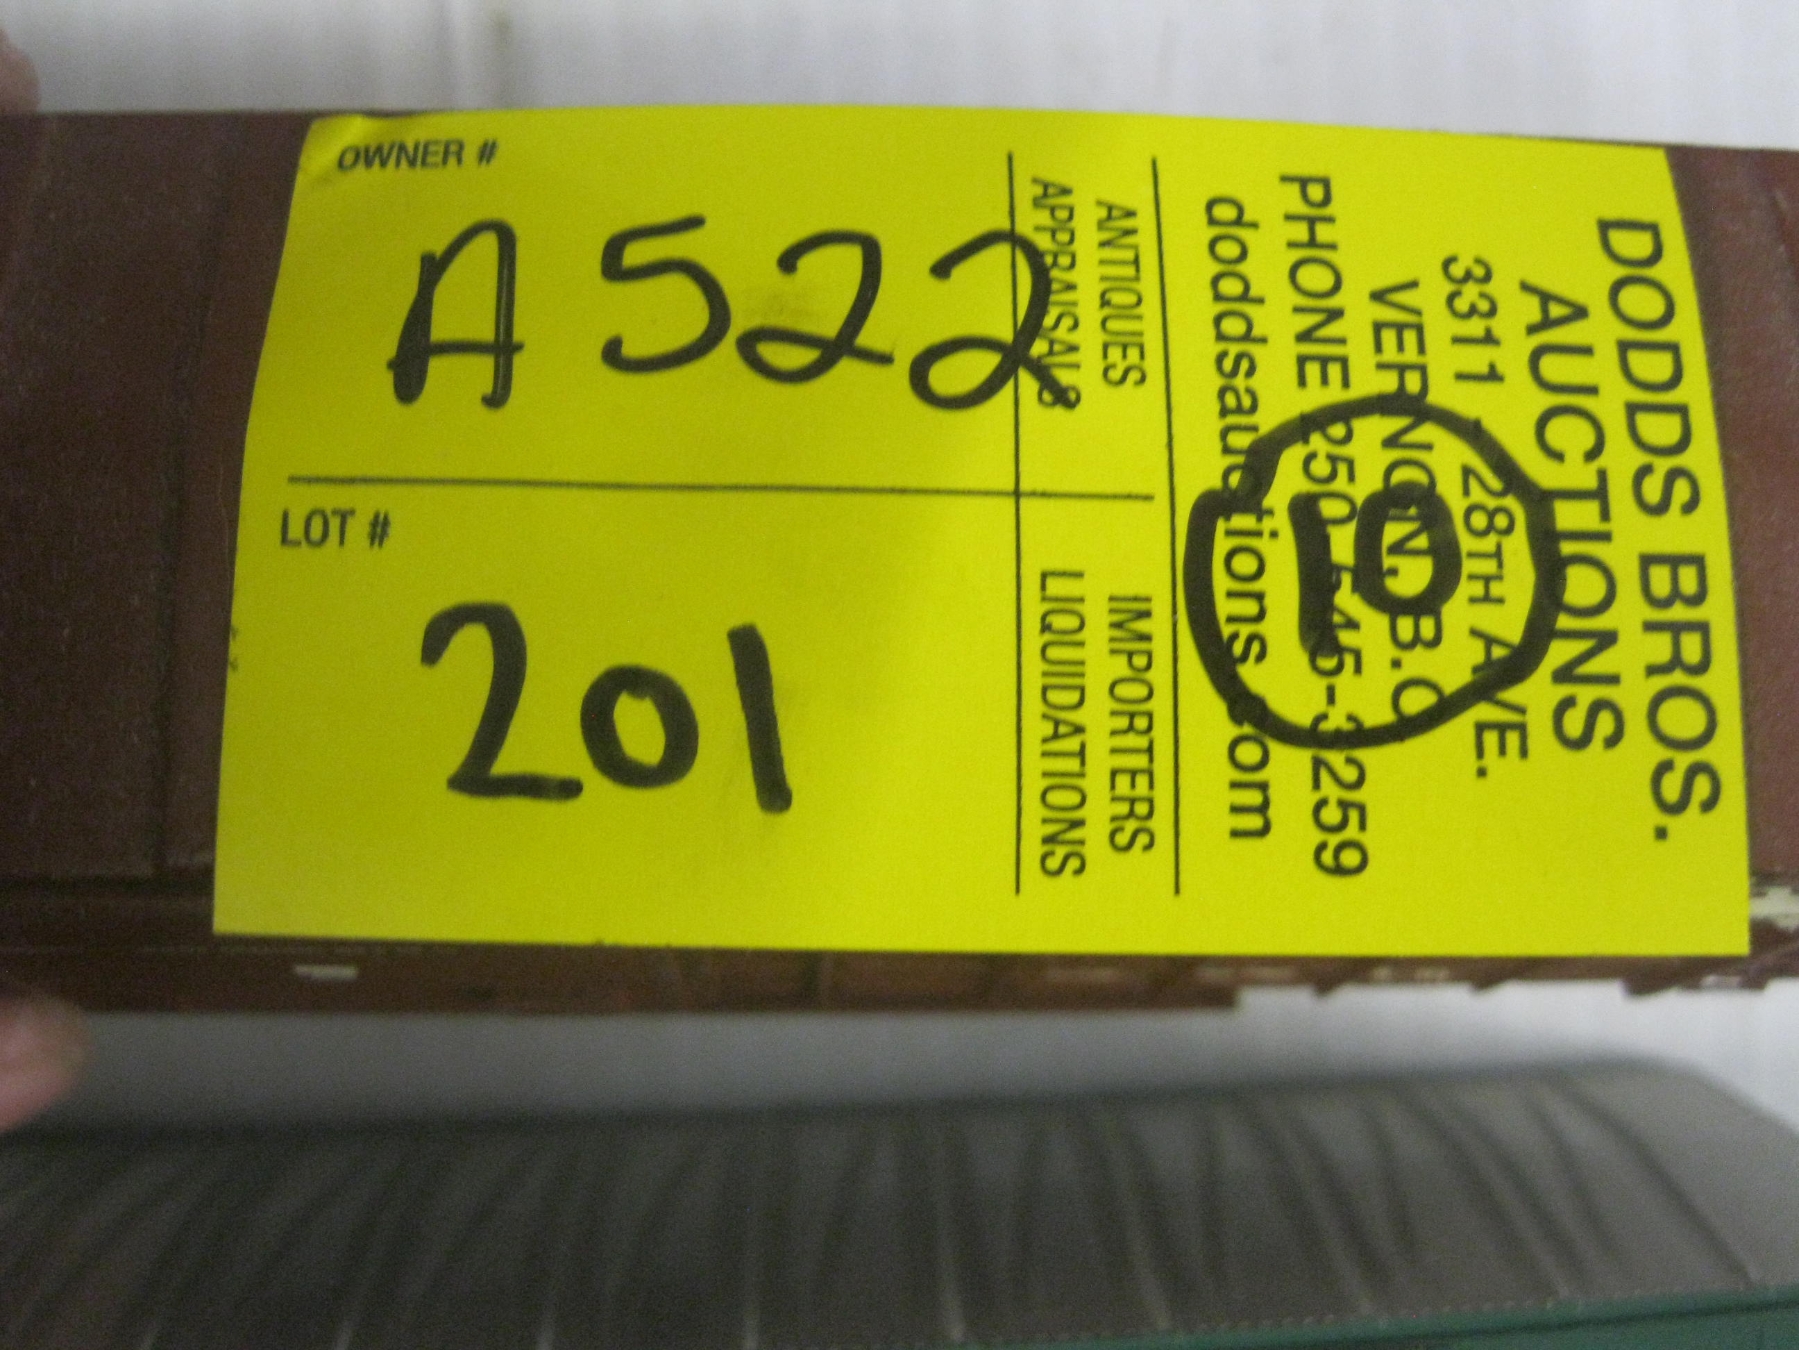 DODDS BROS.
AUCTIONS
3311 - 28TH AVE.
VERNON, B.C.
PHONE 250-545-3259
doddsauctions.com
10
ANTIQUES IMPORTERS
APPRAISALS LIQUIDATIONS
OWNER #
A 522
LOT #
201